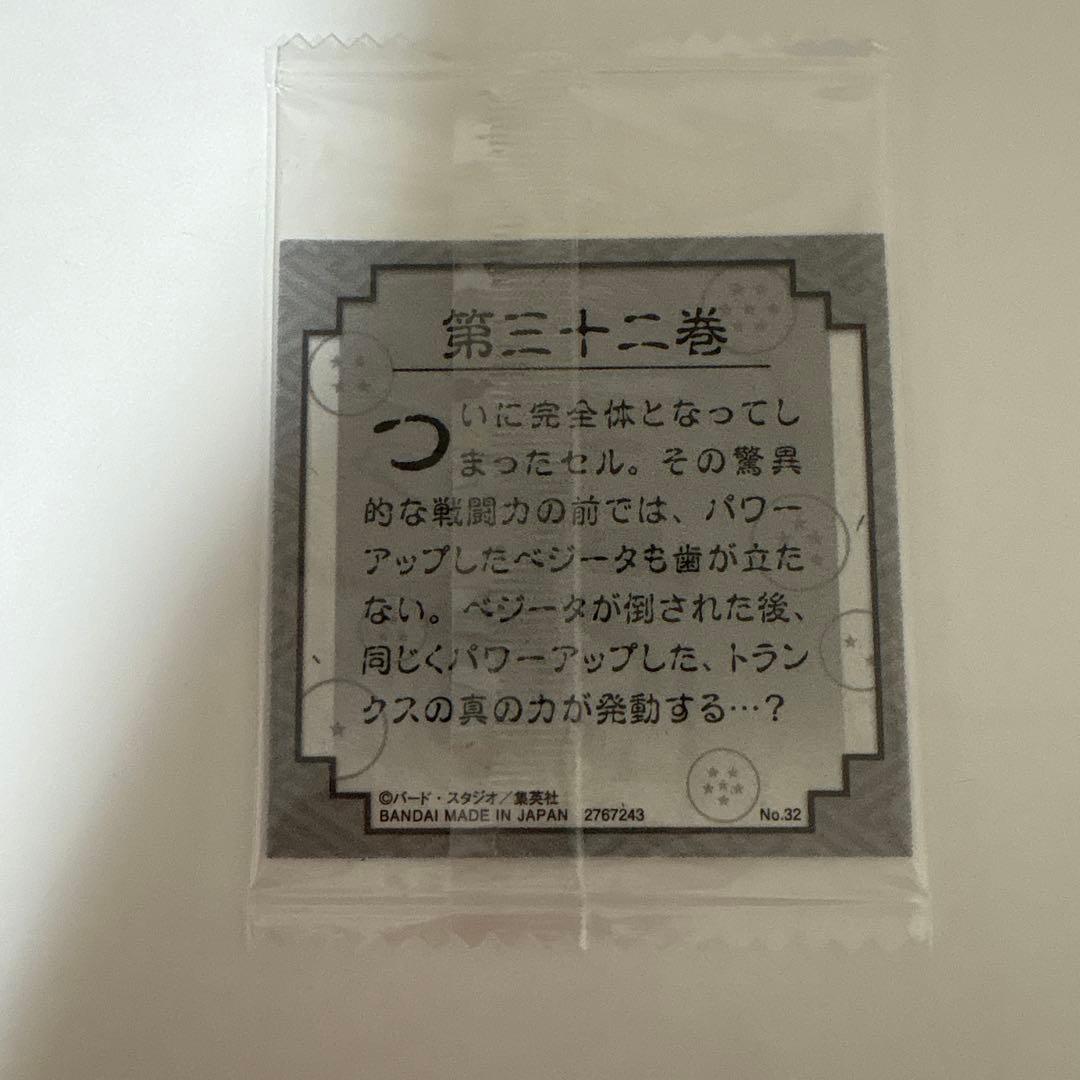 第三十二巻
ついに完全体となってし
まったセル。その驚異
的な戦闘力の前では、パワー
アップしたベジータも歯が立た
ない。ベジータが倒された後、
同じくパワーアップした、トラン
クスの真の力が発動する…？
©バード・スタジオ／集英社
BANDAI MADE IN JAPAN 2767243
No.32